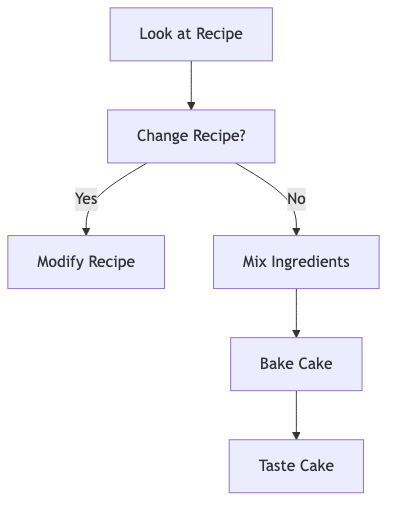 Look at Recipe
Change Recipe?
Yes
No
Modify Recipe
Mix Ingredients
Bake Cake
Taste Cake